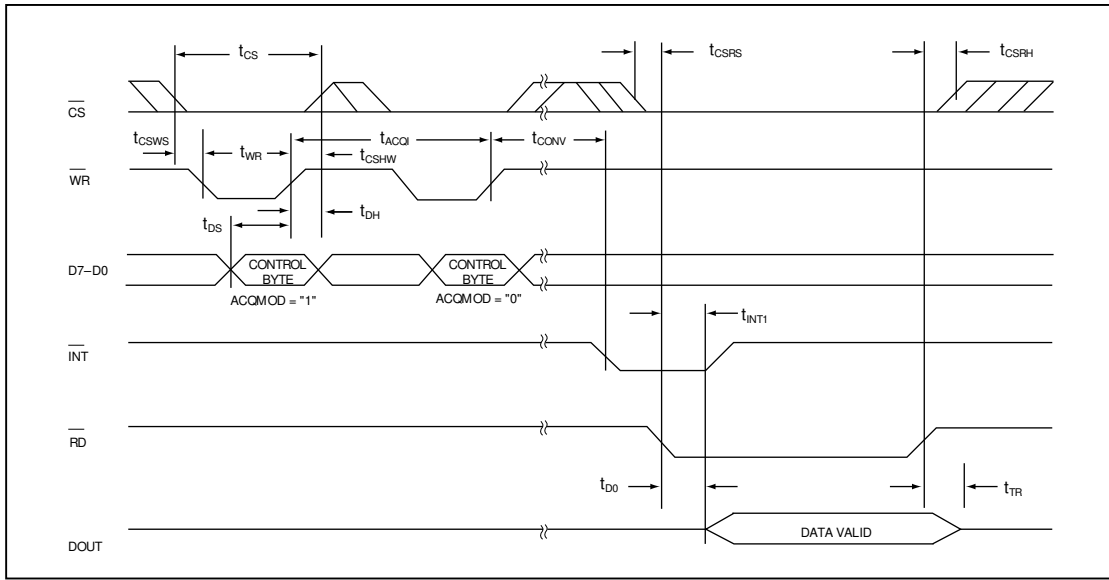 tCS
tCSRS
tCSRH
CS
tCSWS
tWR
tACQI
tCSHW
tCONV
WR
tDS
tDH
D7–D0
CONTROL
BYTE
CONTROL
BYTE
ACQMOD = "1"
ACQMOD = "0"
tINT1
INT
RD
tD0
tTR
DATA VALID
DOUT